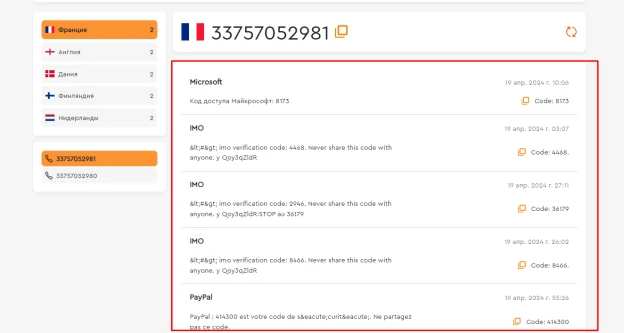 Франция 2
Англия 2
Дания 2
Финляндия 2
Нидерланды 2
33757052981
33757052980
33757052981
Microsoft 19 апр. 2024 г. 10:06
Код доступа Майкрософт: 8173 Code: 8173
IMO 19 апр. 2024 г. 03:07
&lt;#&gt; imo verification code: 4468. Never share this code with Code: 4468.
anyone. y Qpy3qZldR
IMO 19 апр. 2024 г. 27:11
&lt;#&gt; imo verification code: 2946. Never share this code with Code: 36179
anyone. y Qpy3qZldR:STOP au 36179
IMO 19 апр. 2024 г. 26:02
&lt;#&gt; imo verification code: 8466. Never share this code with Code: 8466.
anyone. y Qpy3qZldR
PayPal 19 апр. 2024 г. 55:26
PayPal : 414300 est votre code de s&eacute;curit&eacute;. Ne partagez Code: 414300
pas ce code.